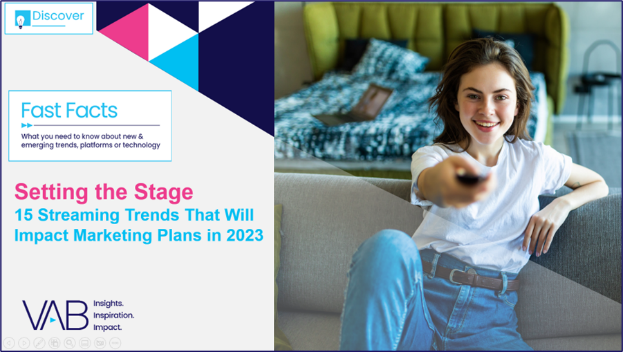 Discover
Fast Facts
What you need to know about new &
emerging trends, platforms or technology
Setting the Stage
15 Streaming Trends That Will
Impact Marketing Plans in 2023
VAB
Insights.
Inspiration.
Impact.